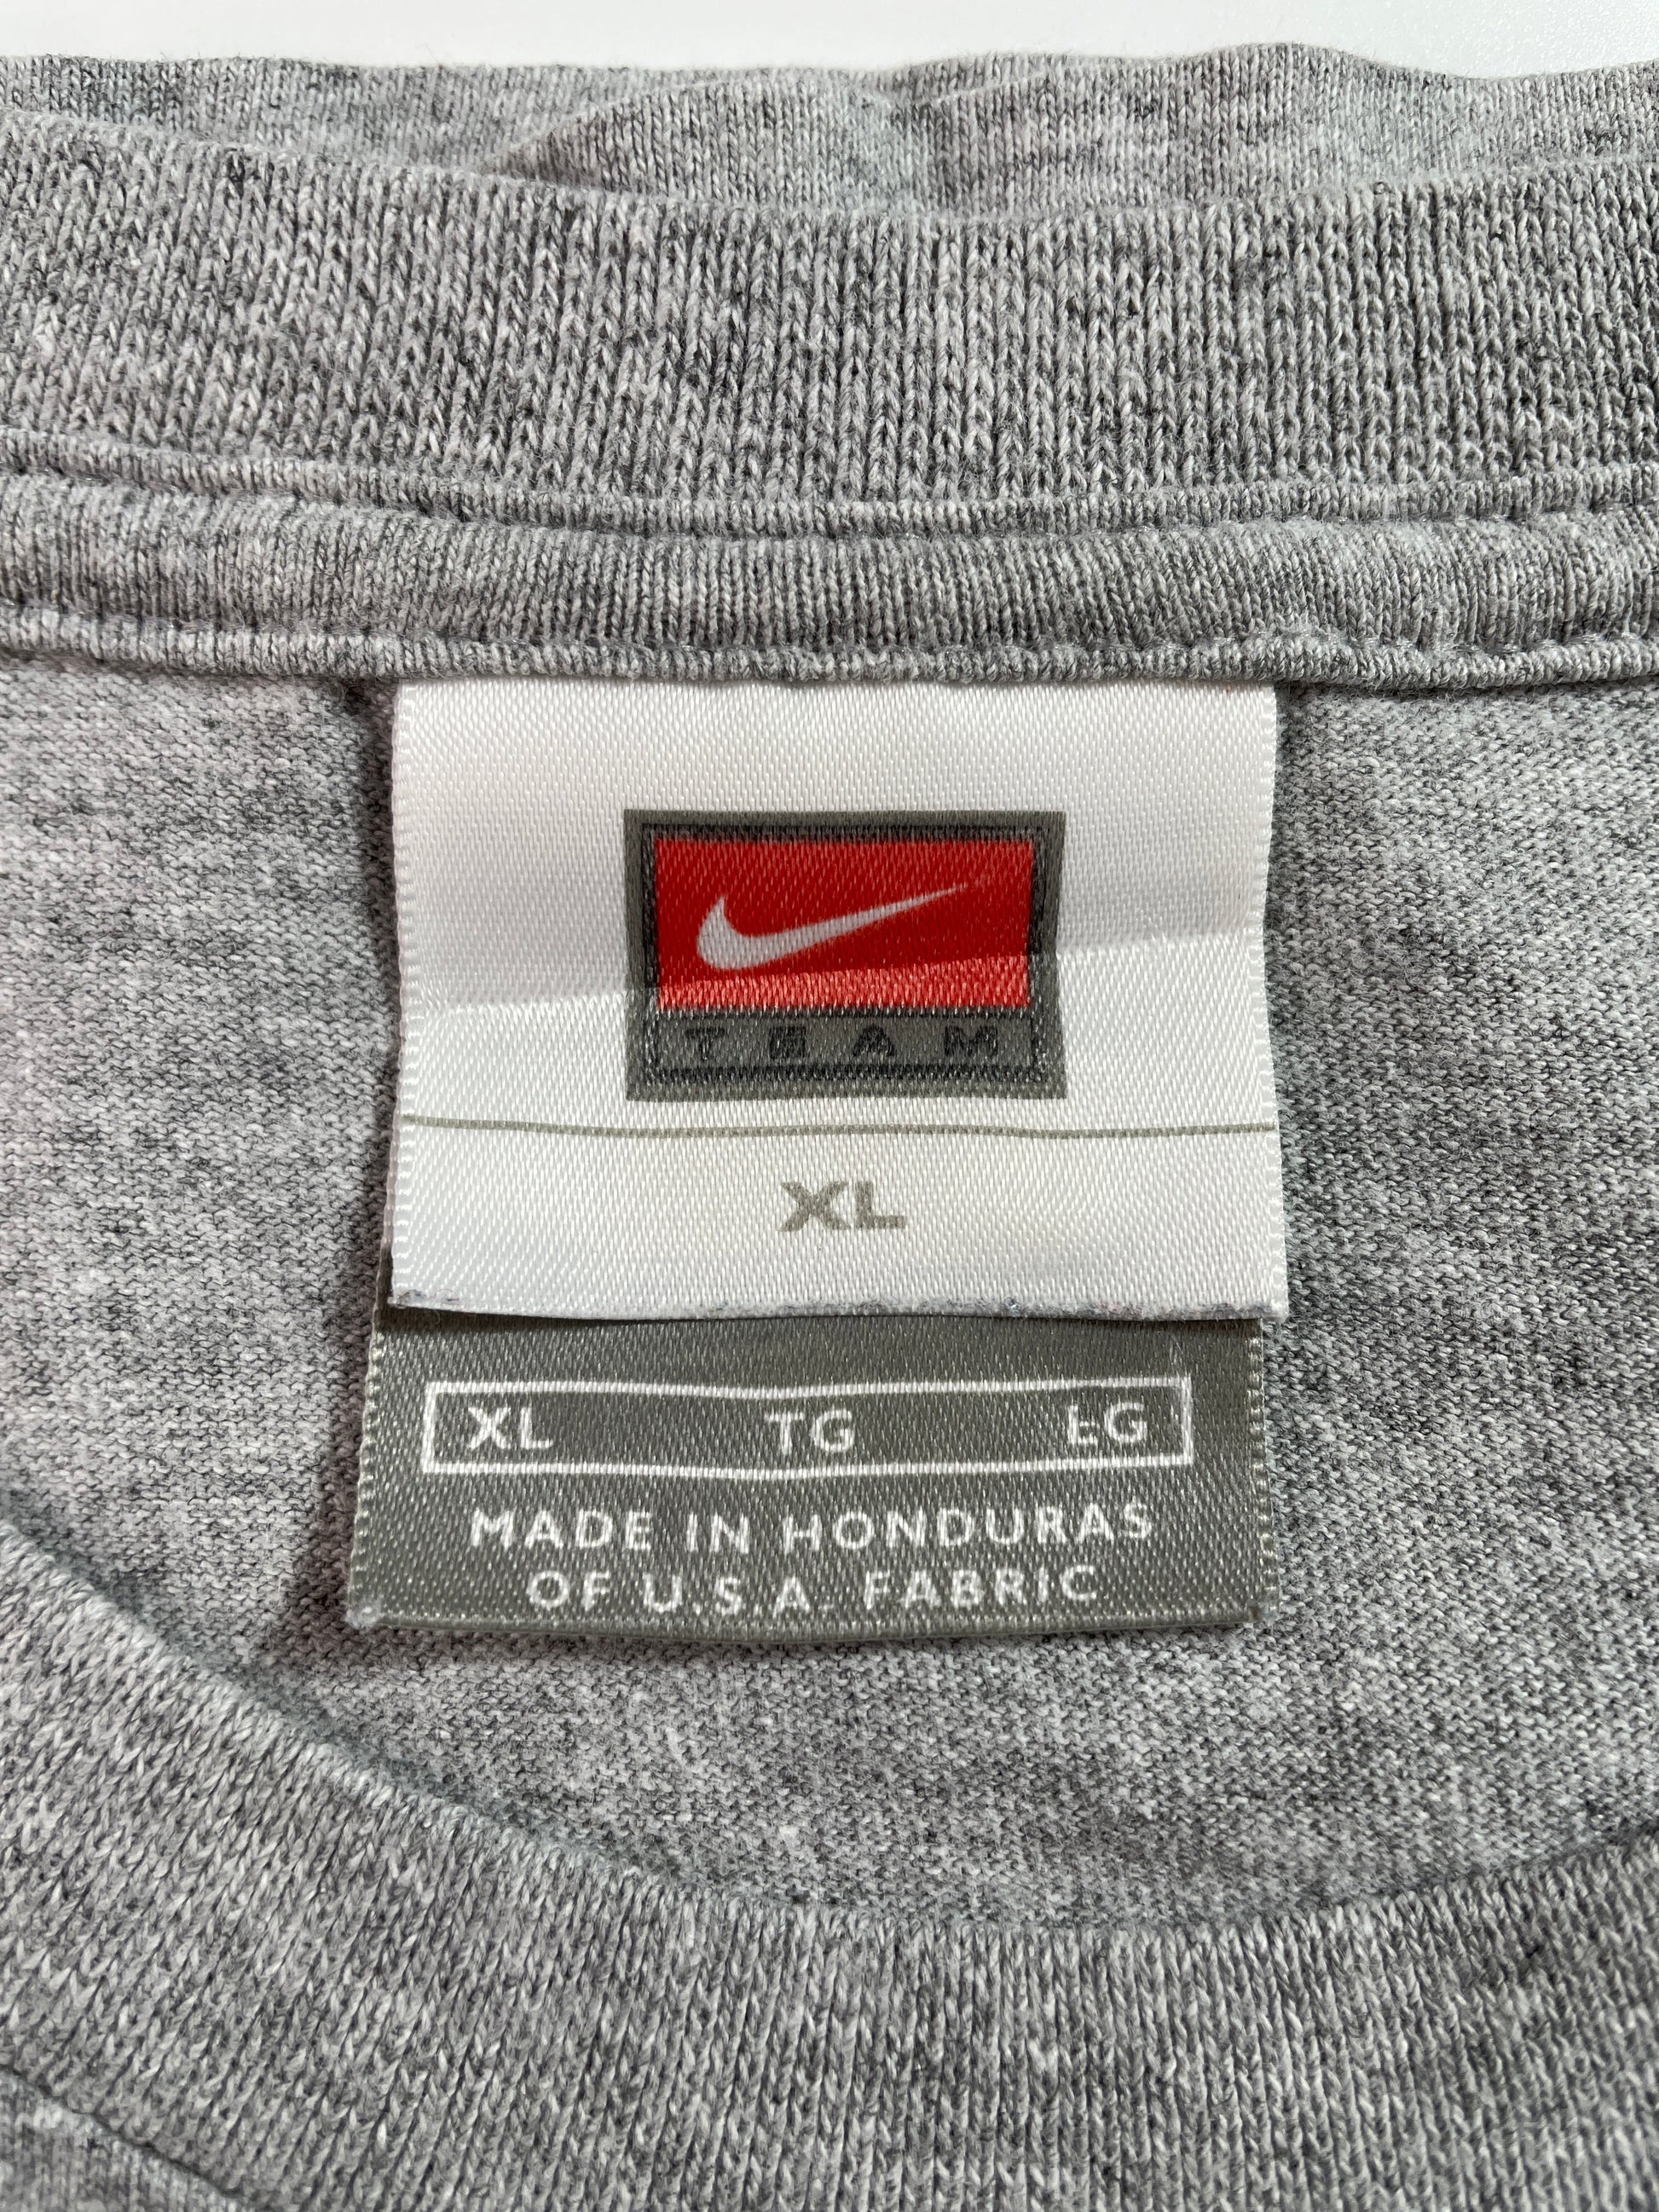 TEAM
XL
XL TG EG
MADE IN HONDURAS
OF U.S.A. FABRIC